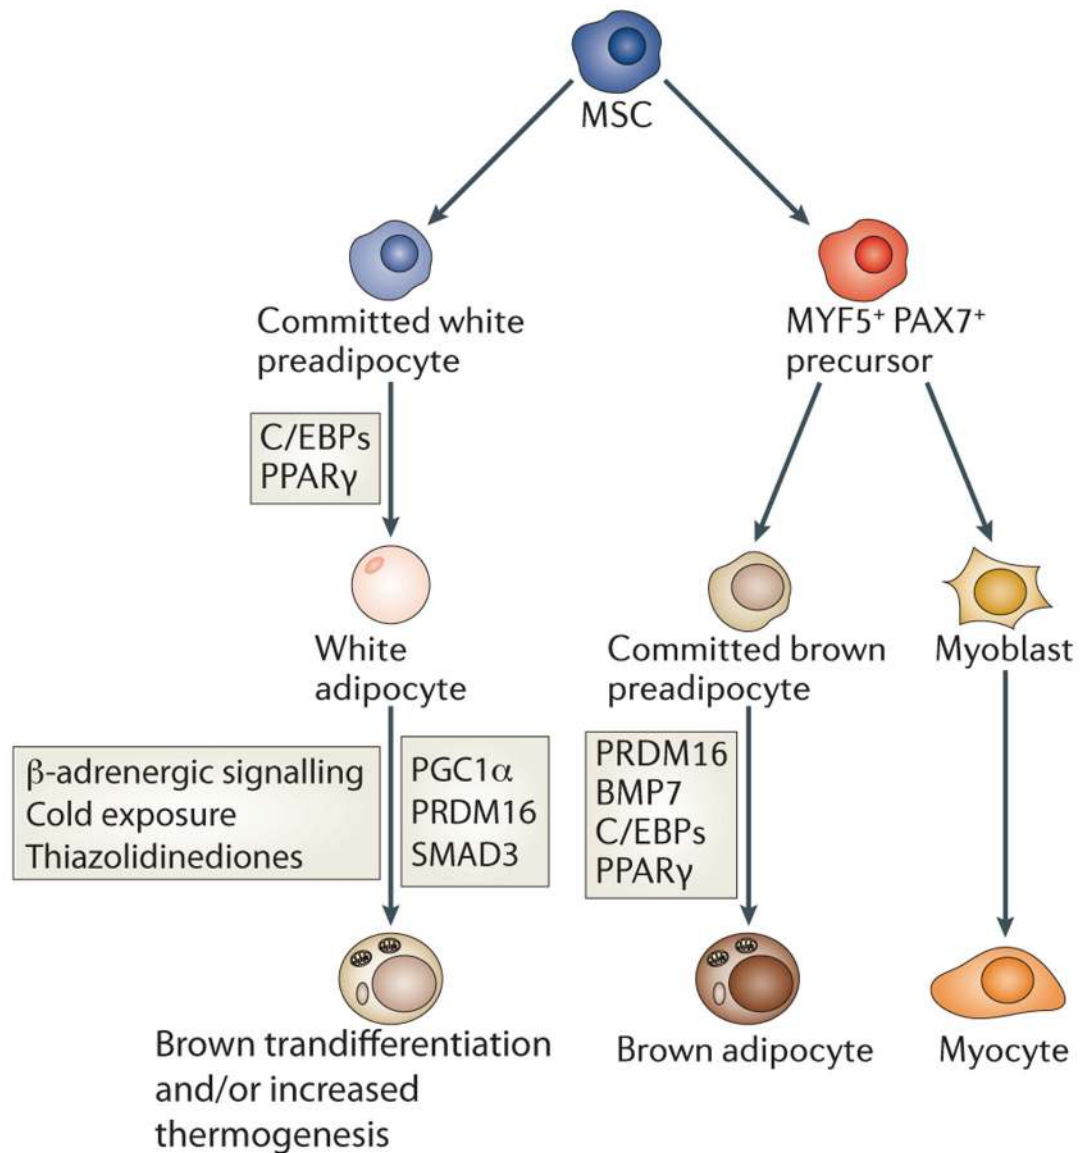 MSC
Committed white
preadipocyte
MYF5⁺ PAX7⁺
precursor
C/EBPs
PPARγ
White
adipocyte
Committed brown
preadipocyte
Myoblast
β-adrenergic signalling
Cold exposure
Thiazolidinediones
PGC1α
PRDM16
SMAD3
PRDM16
BMP7
C/EBPs
PPARγ
Brown trandifferentiation
and/or increased
thermogenesis
Brown adipocyte
Myocyte